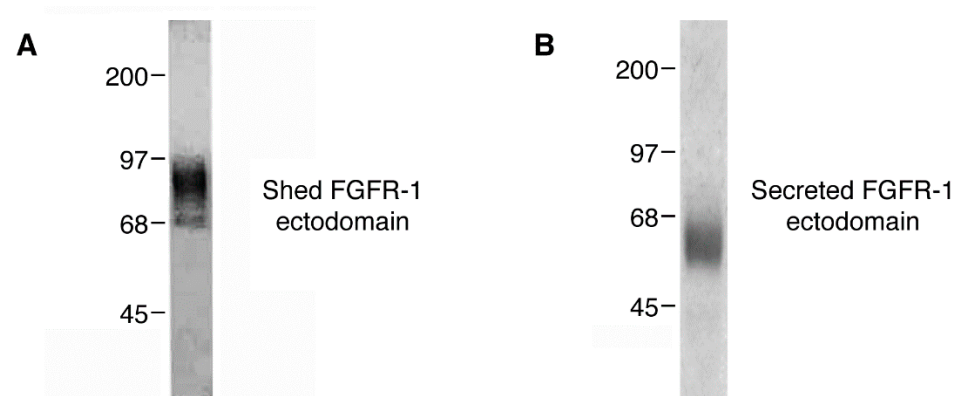 A
200
97
68
45
Shed FGFR-1
ectodomain
B
200
97
68
45
Secreted FGFR-1
ectodomain